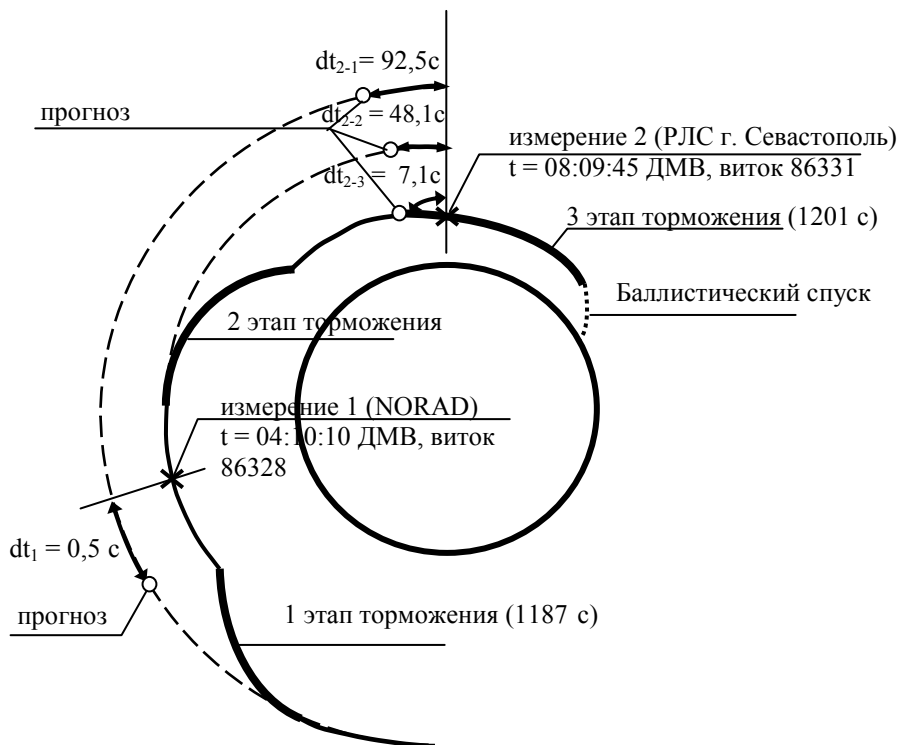 dt2-1= 92,5с
прогноз
dt2-2 = 48,1с
измерение 2 (РЛС г. Севастополь)
t = 08:09:45 ДМВ, виток 86331
dt2-3 = 7,1с
3 этап торможения (1201 с)
Баллистический спуск
2 этап торможения
измерение 1 (NORAD)
t = 04:10:10 ДМВ, виток
86328
dt1 = 0,5 с
прогноз
1 этап торможения (1187 с)